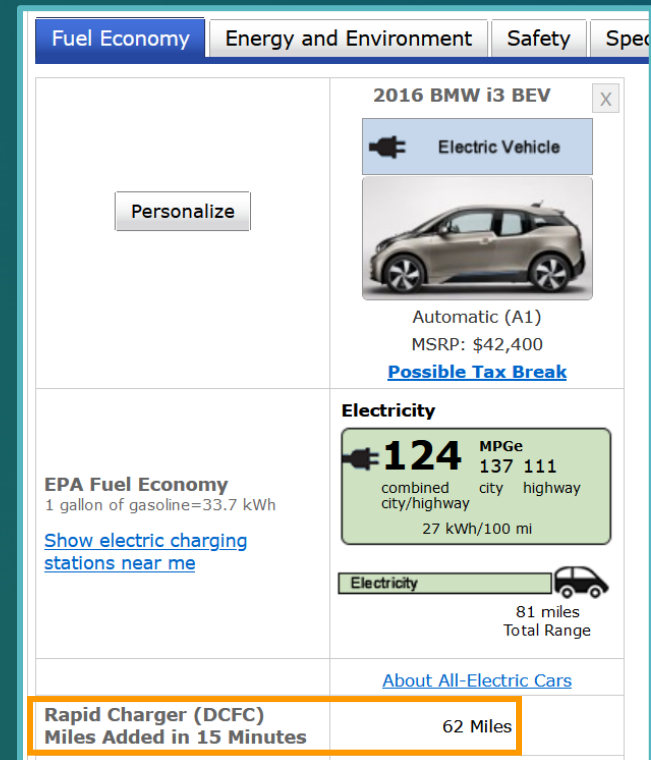 Fuel Economy
Energy and Environment
Safety
Spec
2016 BMW i3 BEV
X
Electric Vehicle
Personalize
Automatic (A1)
MSRP: $42,400
Possible Tax Break
Electricity
124 MPGe
137 111
combined city highway
city/highway
27 kWh/100 mi
EPA Fuel Economy
1 gallon of gasoline=33.7 kWh
Show electric charging
stations near me
Electricity
81 miles
Total Range
About All-Electric Cars
Rapid Charger (DCFC)
Miles Added in 15 Minutes
62 Miles